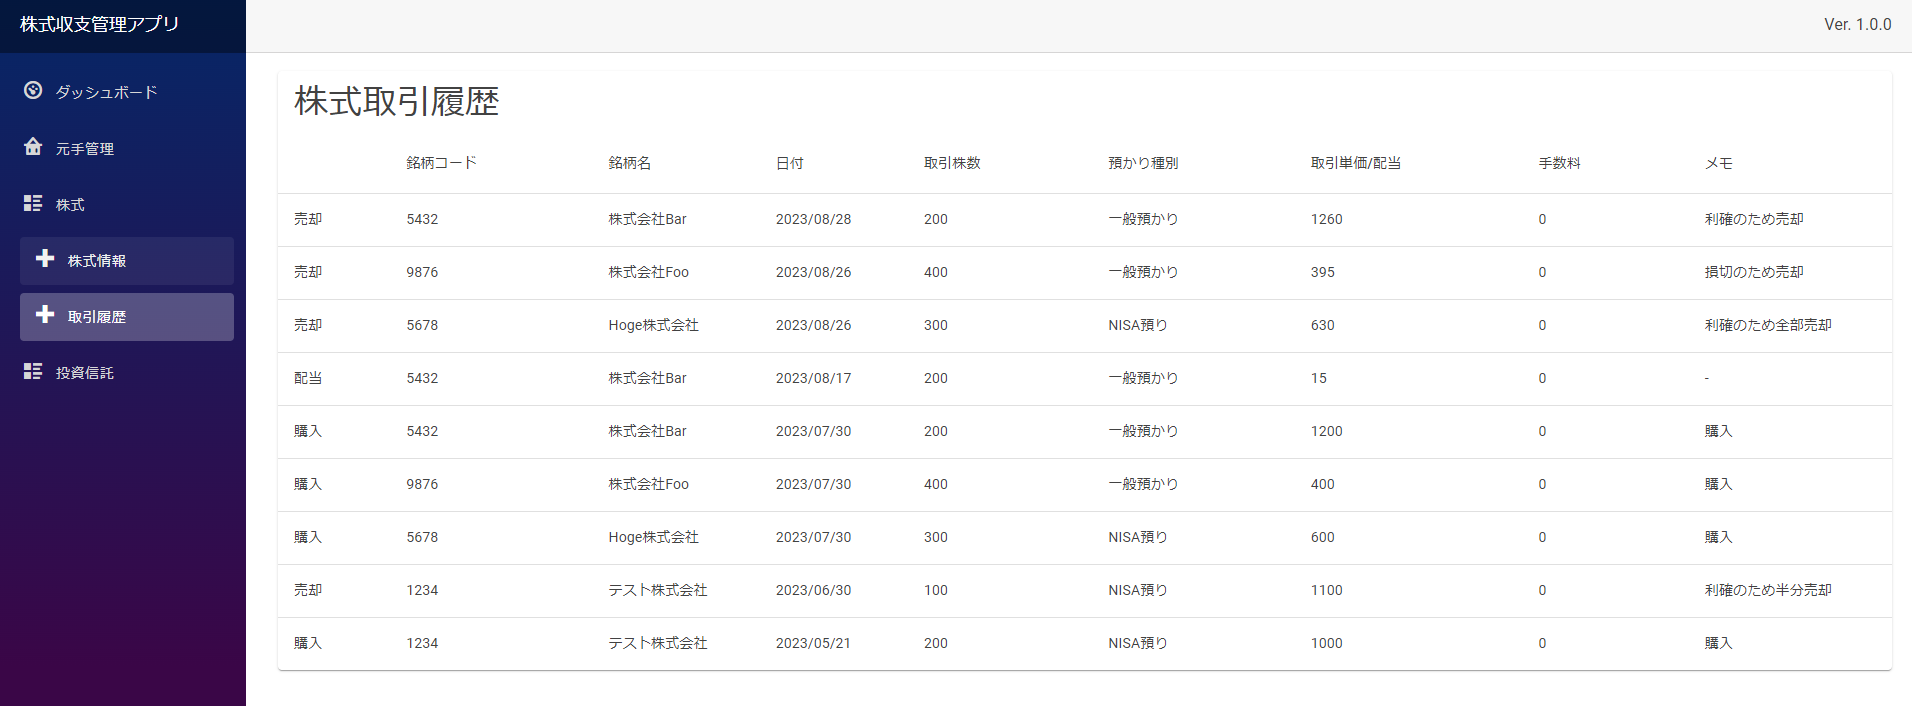 株式収支管理アプリ
Ver. 1.0.0
ダッシュボード
元手管理
株式
株式情報
取引履歴
投資信託
株式取引履歴
銘柄コード 銘柄名 日付 取引株数 預かり種別 取引単価/配当 手数料 メモ
売却 5432 株式会社Bar 2023/08/28 200 一般預かり 1260 0 利確のため売却
売却 9876 株式会社Foo 2023/08/26 400 一般預かり 395 0 損切のため売却
売却 5678 Hoge株式会社 2023/08/26 300 NISA預り 630 0 利確のため全部売却
配当 5432 株式会社Bar 2023/08/17 200 一般預かり 15 0 -
購入 5432 株式会社Bar 2023/07/30 200 一般預かり 1200 0 購入
購入 9876 株式会社Foo 2023/07/30 400 一般預かり 400 0 購入
購入 5678 Hoge株式会社 2023/07/30 300 NISA預り 600 0 購入
売却 1234 テスト株式会社 2023/06/30 100 NISA預り 1100 0 利確のため半分売却
購入 1234 テスト株式会社 2023/05/21 200 NISA預り 1000 0 購入